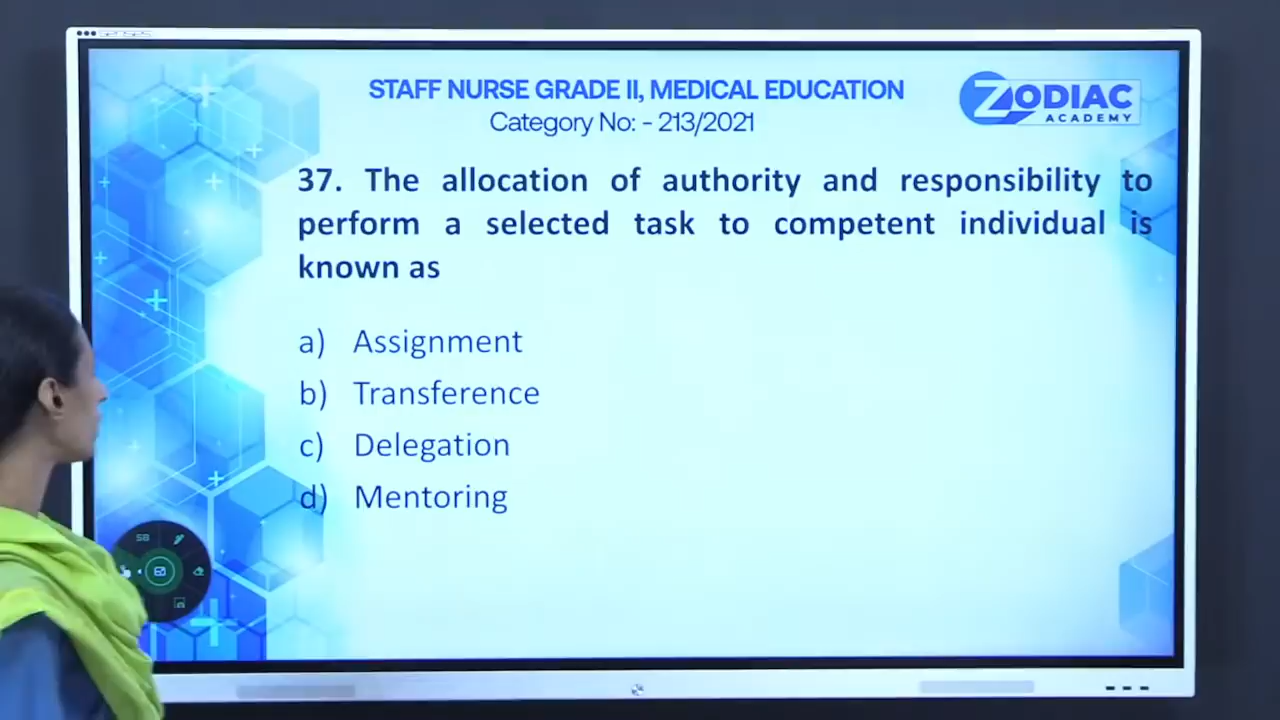 STAFF NURSE GRADE II, MEDICAL EDUCATION
Category No: - 213/2021
ZODIAC
ACADEMY
37. The allocation of authority and responsibility to
perform a selected task to competent individual is
known as
a) Assignment
b) Transference
c) Delegation
d) Mentoring
58